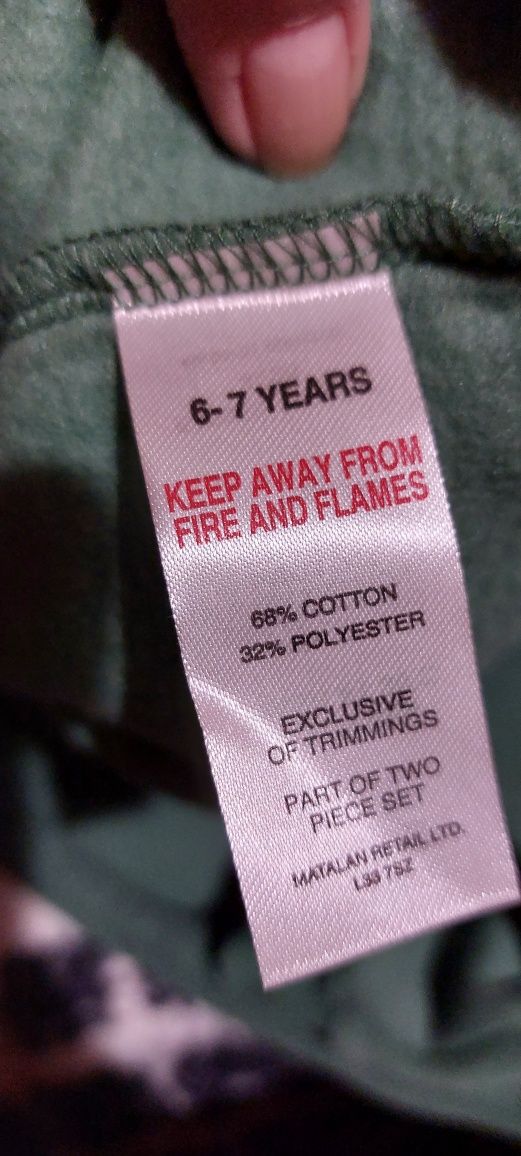 6-7 YEARS
KEEP AWAY FROM
FIRE AND FLAMES
68% COTTON
32% POLYESTER
EXCLUSIVE
OF TRIMMINGS
PART OF TWO
PIECE SET
MATALAN RETAIL LTD.
L33 7SZ